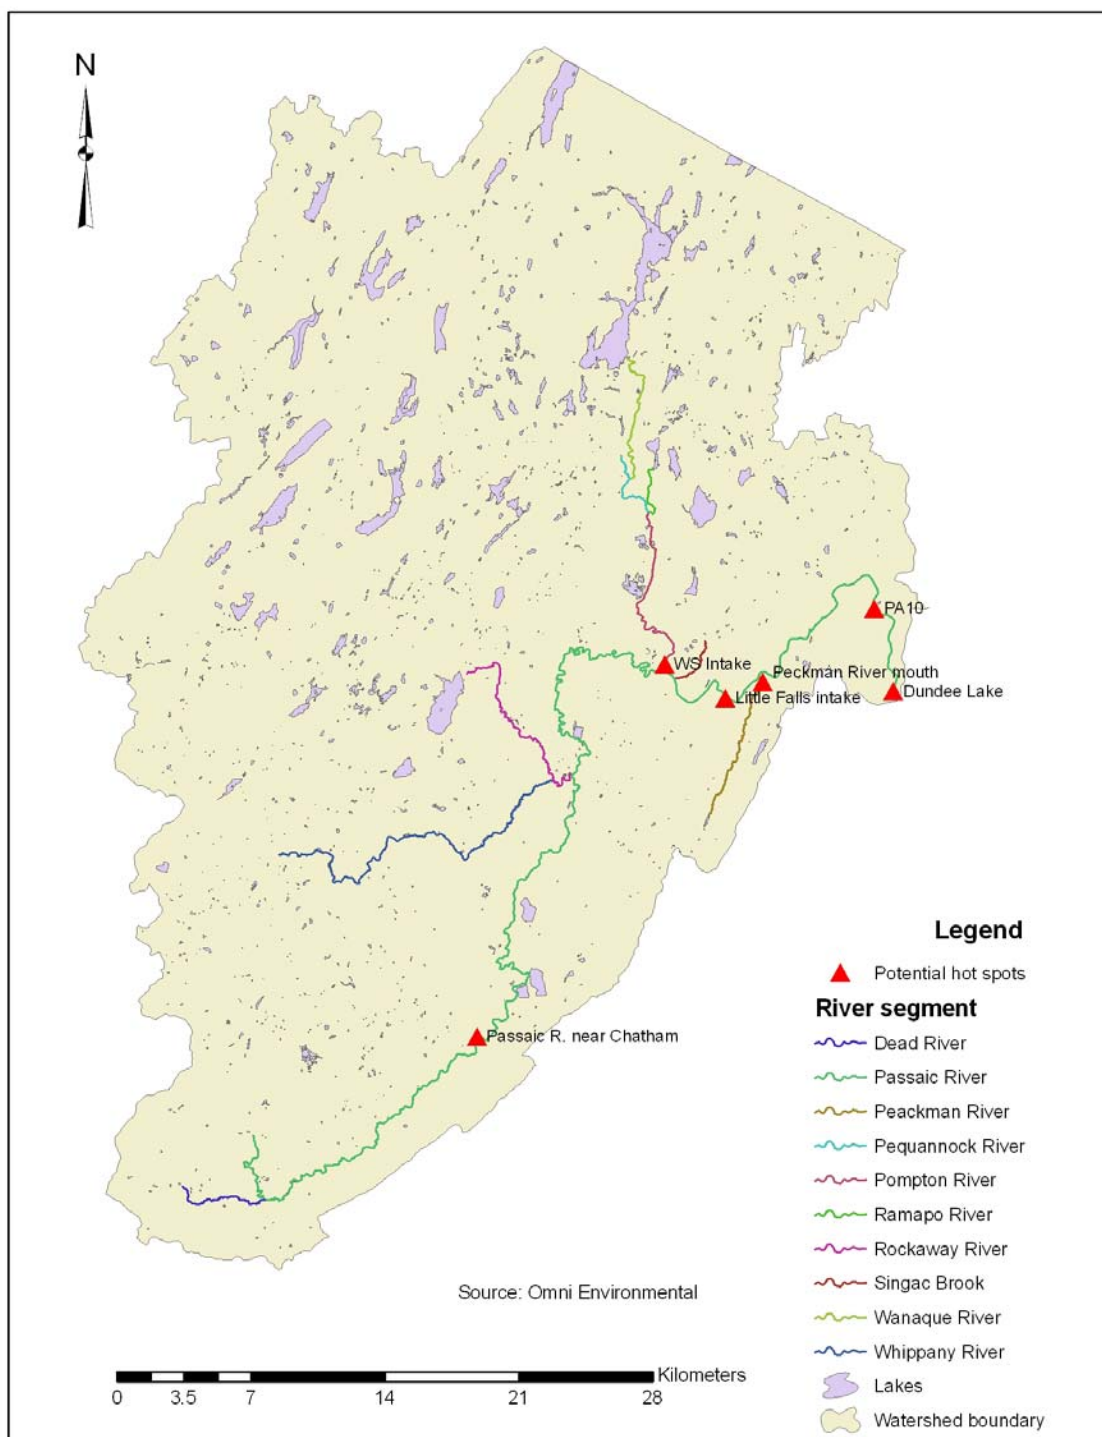 N
PA10
WS Intake
Peckman River mouth
Little Falls intake
Dundee Lake
Passaic R. near Chatham
Legend
Potential hot spots
River segment
Dead River
Passaic River
Peackman River
Pequannock River
Pompton River
Ramapo River
Rockaway River
Singac Brook
Wanaque River
Whippany River
Lakes
Watershed boundary
Source: Omni Environmental
Kilometers
0 3.5 7 14 21 28